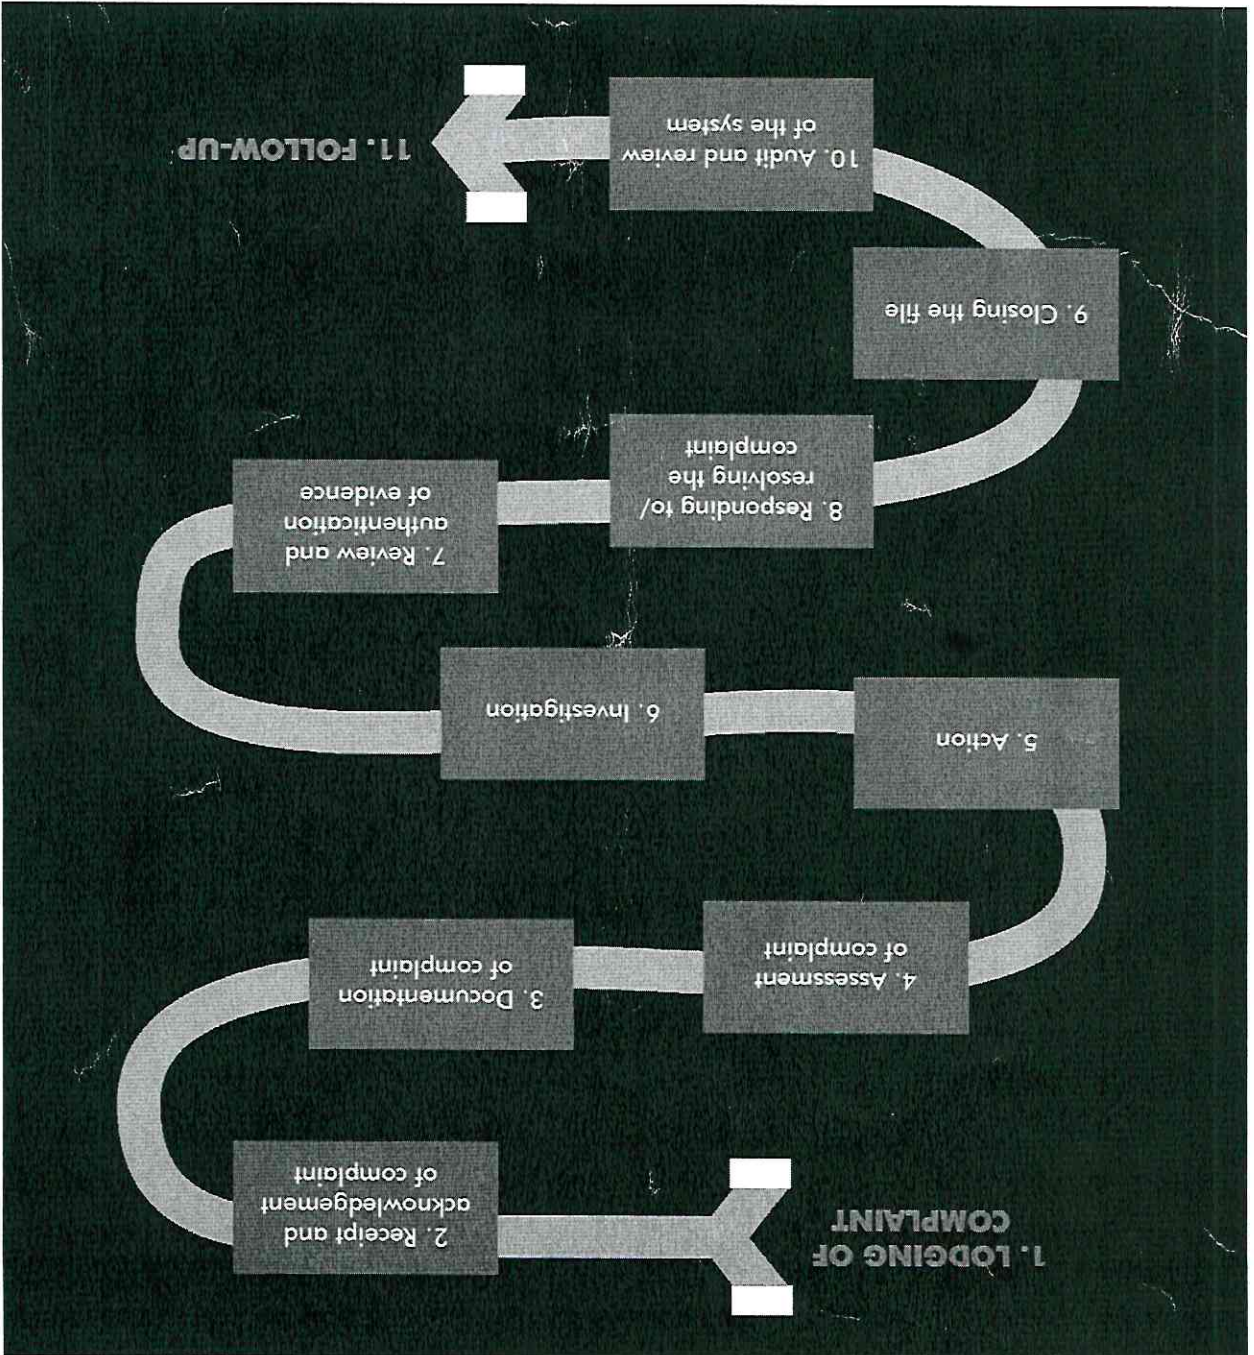 1. LODGING OF
COMPLAINT
2. Receipt and
acknowledgement
of complaint
3. Documentation
of complaint
4. Assessment
of complaint
5. Action
6. Investigation
7. Review and
authentication
of evidence
8. Responding to/
resolving the
complaint
9. Closing the file
10. Audit and review
of the system
11. FOLLOW-UP